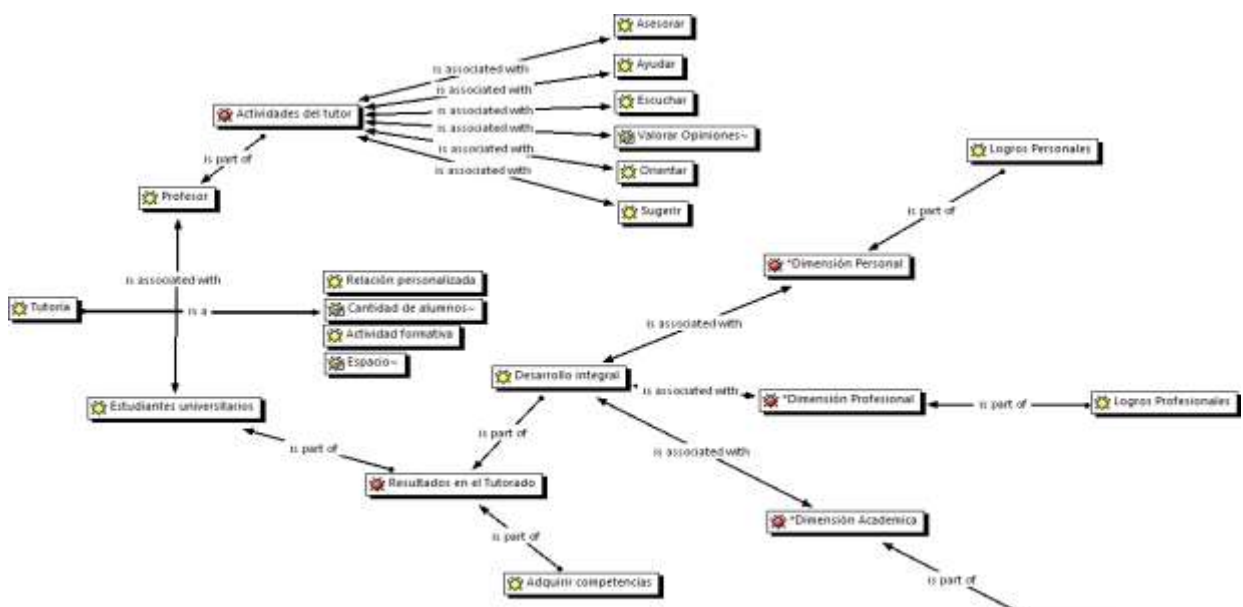 Asesorar
is associated with
Ayudar
is associated with
Actividades del tutor
is associated with
Escuchar
is associated with
Valorar Opiniones~
is associated with
Orientar
is associated with
Sugerir
is part of
Profesor
Logros Personales
is part of
*Dimensión Personal
is associated with
Tutoría
is a
Relación personalizada
Cantidad de alumnos~
Actividad formativa
Espacio~
is associated with
Desarrollo integral
is associated with
*Dimensión Profesional
is part of
Logros Profesionales
Estudiantes universitarios
is part of
is part of
is associated with
Resultados en el Tutorado
*Dimensión Academica
is part of
is part of
Adquirir competencias